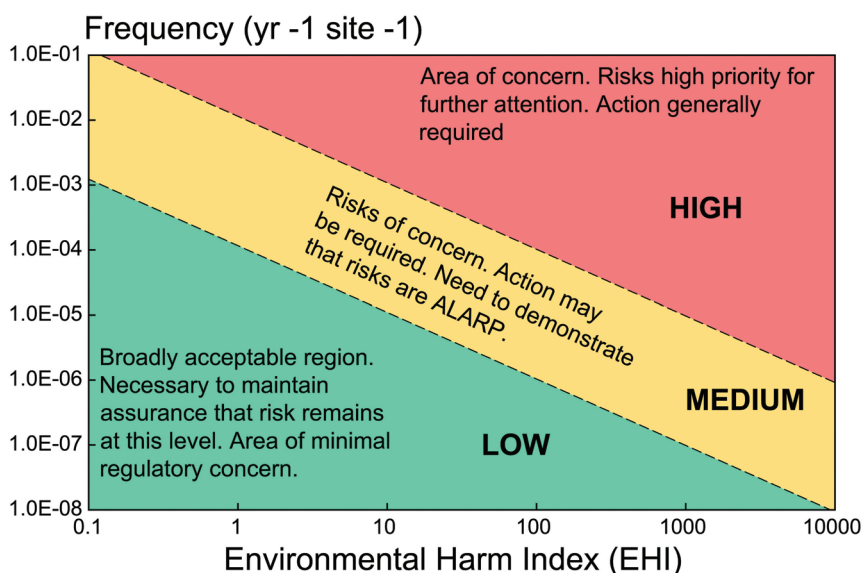 Frequency (yr -1 site -1)
1.0E-01
1.0E-02
1.0E-03
1.0E-04
1.0E-05
1.0E-06
1.0E-07
1.0E-08
Area of concern. Risks high priority for
further attention. Action generally
required
HIGH
Risks of concern. Action may
be required. Need to demonstrate
that risks are ALARP.
MEDIUM
Broadly acceptable region.
Necessary to maintain
assurance that risk remains
at this level. Area of minimal
regulatory concern.
LOW
0.1 1 10 100 1000 10000
Environmental Harm Index (EHI)